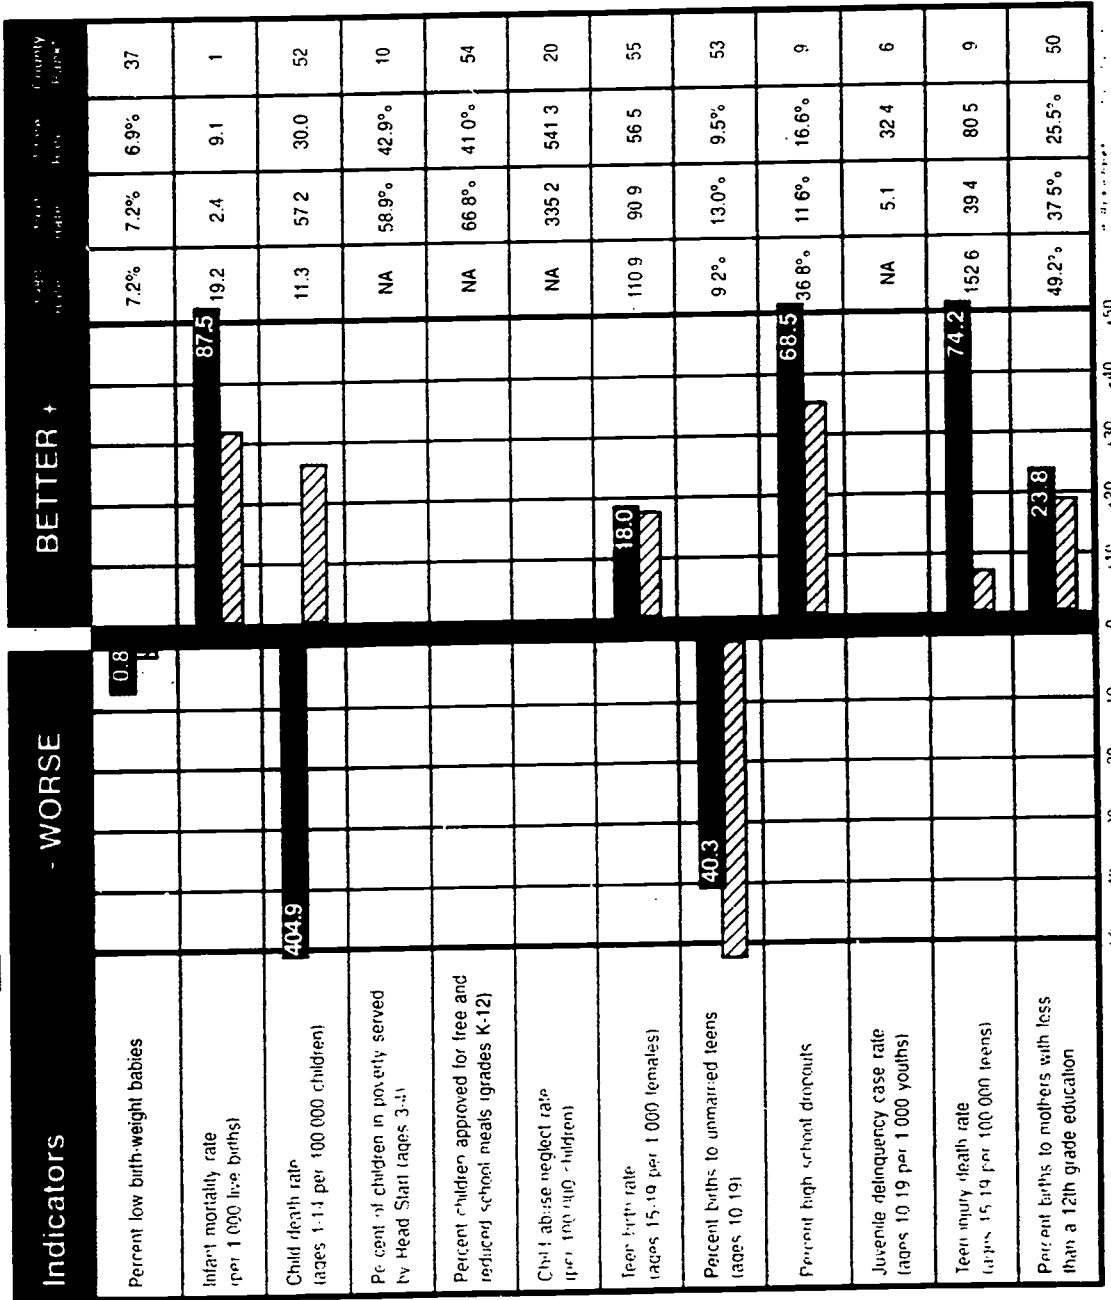 Indicators - WORSE BETTER +
Percent low birth-weight babies 0.8 7.2% 7.2% 6.9% 37
Infant mortality rate
(per 1 000 live births) 87.5 19.2 2.4 9.1 1
Child death rate
(ages 1-14 per 100 000 children) 404.9 11.3 57 2 30.0 52
Percent of children in poverty served
by Head Start (ages 3-4) NA 58.9% 42.9% 10
Percent children approved for free and
reduced school meals (grades K-12) NA 66 8% 41 0% 54
Child abuse neglect rate
(per 100 000 children) NA 335 2 541 3 20
Teen birth rate
(ages 15-19 per 1 000 females) 18.0 110 9 90 9 56 5 55
Percent births to unmarried teens
(ages 10 19) 40.3 9 2% 13.0% 9.5% 53
Percent high school dropouts 68.5 36 8% 11 6% 16.6% 9
Juvenile delinquency case rate
(ages 10 19 per 1 000 youths) NA 5.1 32 4 6
Teen injury death rate
(ages 15 19 per 100 000 teens) 74.2 152 6 39 4 80 5 9
Percent births to mothers with less
than a 12th grade education 23.8 49.2% 37 5% 25.5% 50
0 +10 +20 +30 +40 +50